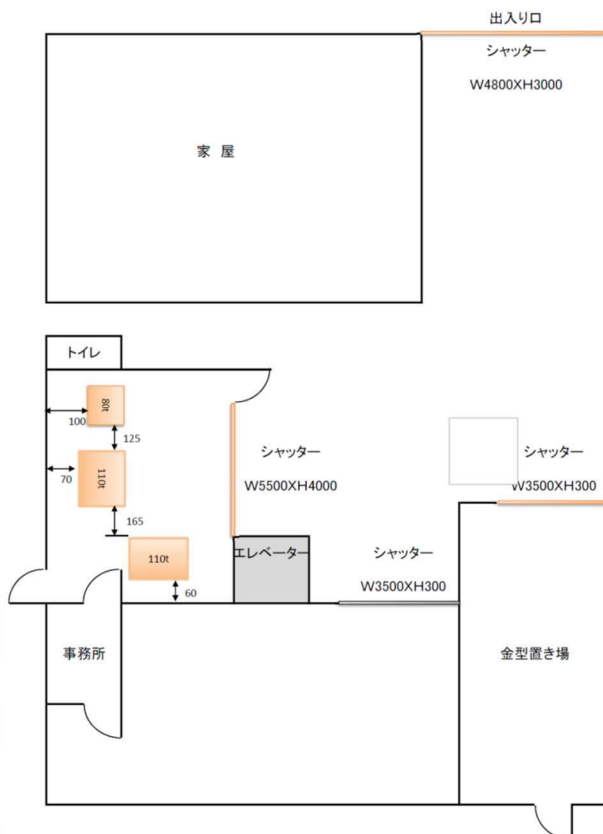 出入り口
シャッター
W4800XH3000
家 屋
トイレ
80t
100
125
シャッター
70
110t
W5500XH4000
シャッター
W3500XH300
165
110t
エレベーター
シャッター
60
W3500XH300
事務所
金型置き場